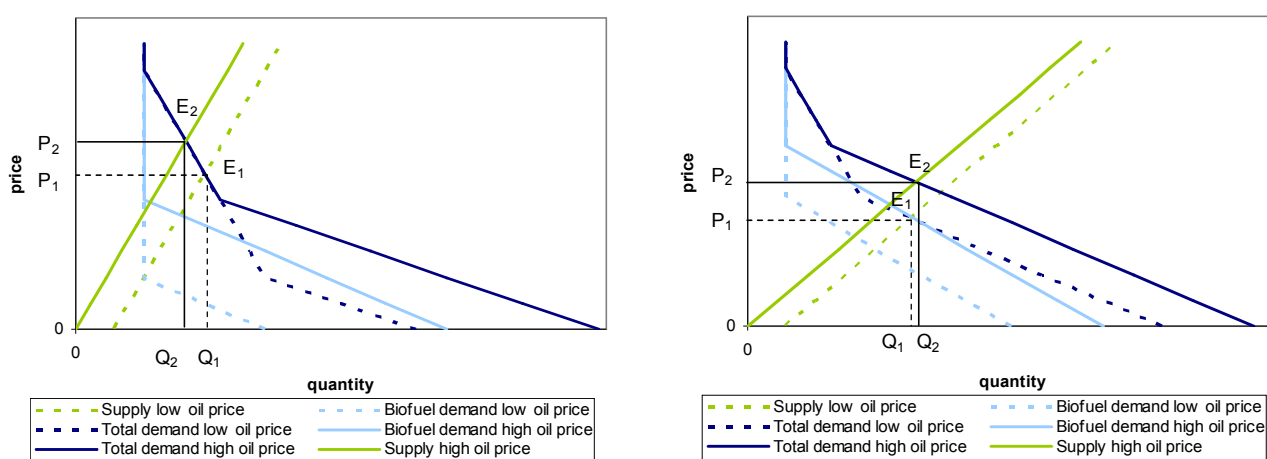 E₂
P₂
E₁
P₁
price
0
0
Q₂ Q₁
quantity
Supply low oil price
Biofuel demand low oil price
Total demand low oil price
Biofuel demand high oil price
Total demand high oil price
Supply high oil price
E₂
P₂
E₁
P₁
price
0
0
Q₁ Q₂
quantity
Supply low oil price
Biofuel demand low oil price
Total demand low oil price
Biofuel demand high oil price
Total demand high oil price
Supply high oil price